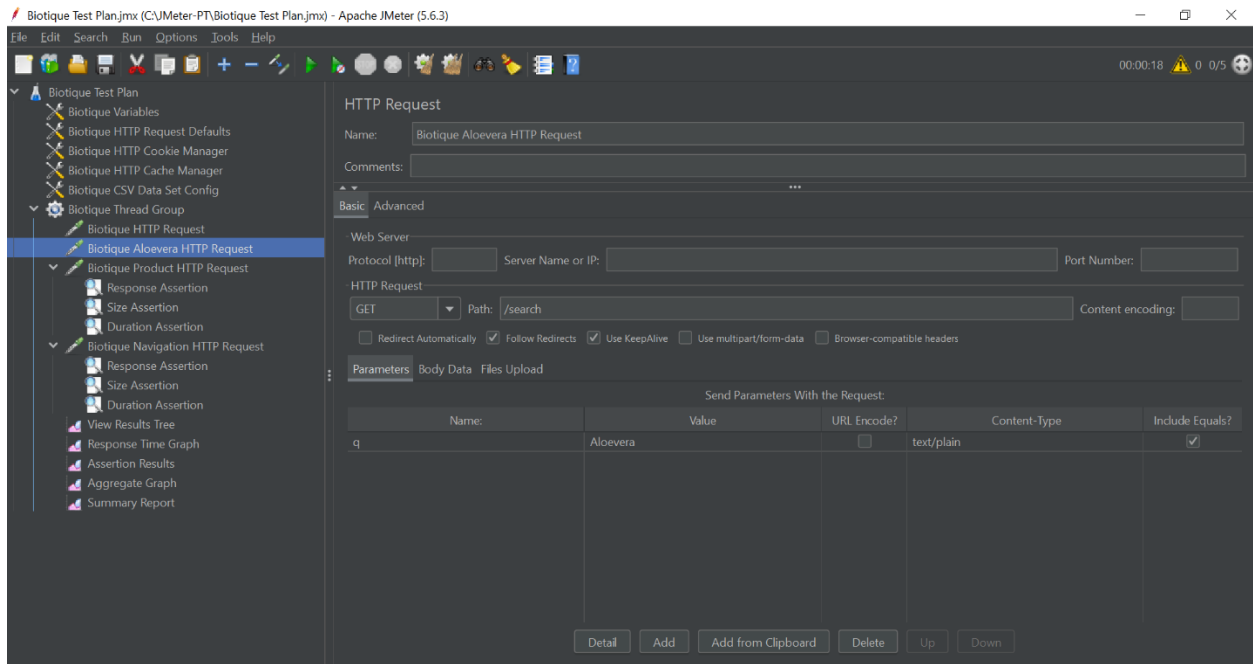 Biotique Test Plan.jmx (C:\JMeter-PT\Biotique Test Plan.jmx) - Apache JMeter (5.6.3)
File Edit Search Run Options Tools Help
00:00:18 0 0/5
Biotique Test Plan
Biotique Variables
Biotique HTTP Request Defaults
Biotique HTTP Cookie Manager
Biotique HTTP Cache Manager
Biotique CSV Data Set Config
Biotique Thread Group
Biotique HTTP Request
Biotique Aloevera HTTP Request
Biotique Product HTTP Request
Response Assertion
Size Assertion
Duration Assertion
Biotique Navigation HTTP Request
Response Assertion
Size Assertion
Duration Assertion
View Results Tree
Response Time Graph
Assertion Results
Aggregate Graph
Summary Report
HTTP Request
Name: Biotique Aloevera HTTP Request
Comments:
Basic Advanced
Web Server
Protocol [http]: Server Name or IP: Port Number:
HTTP Request
GET Path: /search Content encoding:
Redirect Automatically Follow Redirects Use KeepAlive Use multipart/form-data Browser-compatible headers
Parameters Body Data Files Upload
Send Parameters With the Request:
Name: Value URL Encode? Content-Type Include Equals?
q Aloevera text/plain
Detail Add Add from Clipboard Delete Up Down